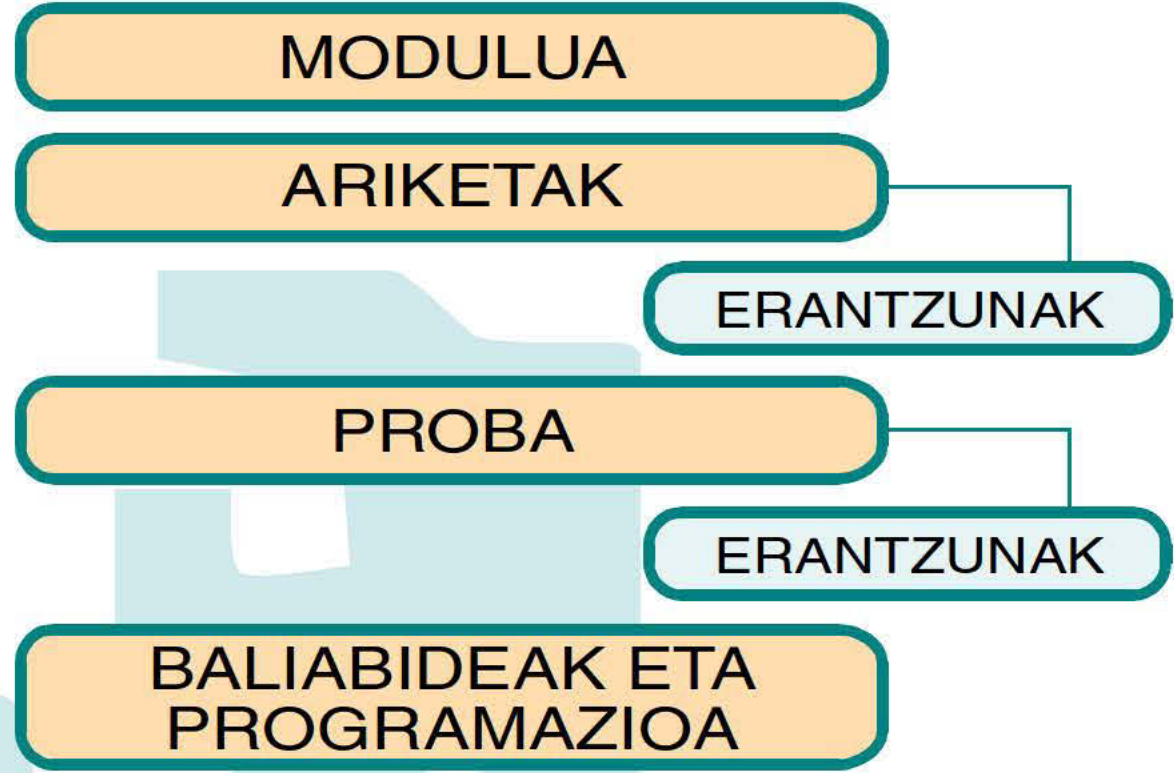 MODULUA
ARIKETAK
ERANTZUNAK
PROBA
ERANTZUNAK
BALIABIDEAK ETA
PROGRAMAZIOA